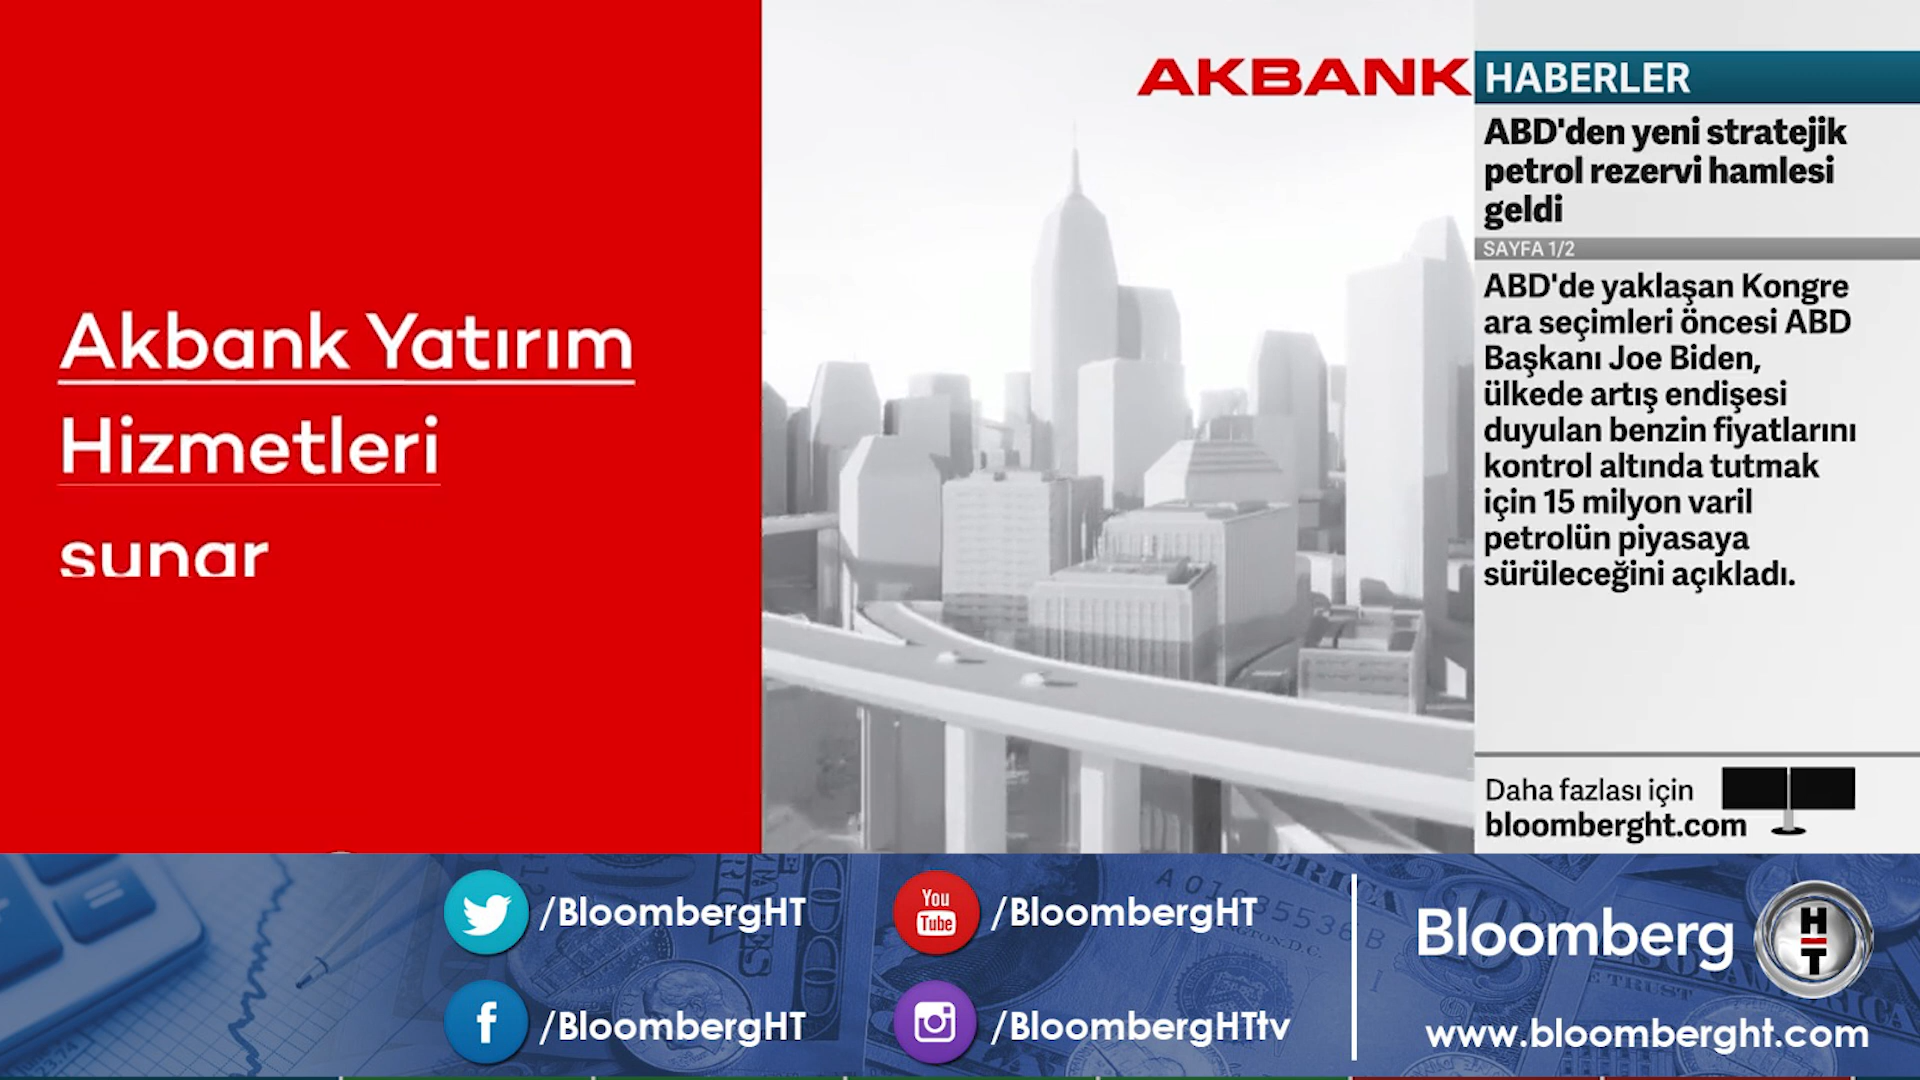 Akbank Yatırım
Hizmetleri
sunar
AKBANK
HABERLER
ABD'den yeni stratejik
petrol rezervi hamlesi
geldi
SAYFA 1/2
ABD'de yaklaşan Kongre
ara seçimleri öncesi ABD
Başkanı Joe Biden,
ülkede artış endişesi
duyulan benzin fiyatlarını
kontrol altında tutmak
için 15 milyon varil
petrolün piyasaya
sürüleceğini açıkladı.
Daha fazlası için
bloomberght.com
/BloombergHT
You
Tube
/BloombergHT
/BloombergHT
/BloombergHTtv
Bloomberg
HT
www.bloomberght.com